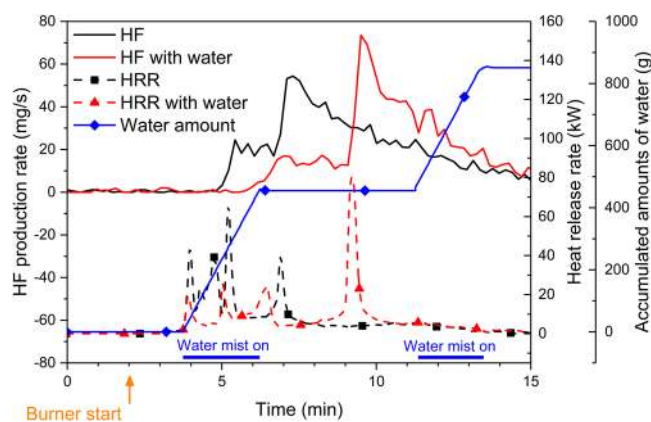 80
60
40
20
0
-20
-40
-60
-80
HF production rate (mg/s)
HF
HF with water
HRR
HRR with water
Water amount
Water mist on
Water mist on
160
140
120
100
80
60
40
20
0
Heat release rate (kW)
1000
800
600
400
200
0
Accumulated amounts of water (g)
0
5
10
15
Time (min)
Burner start